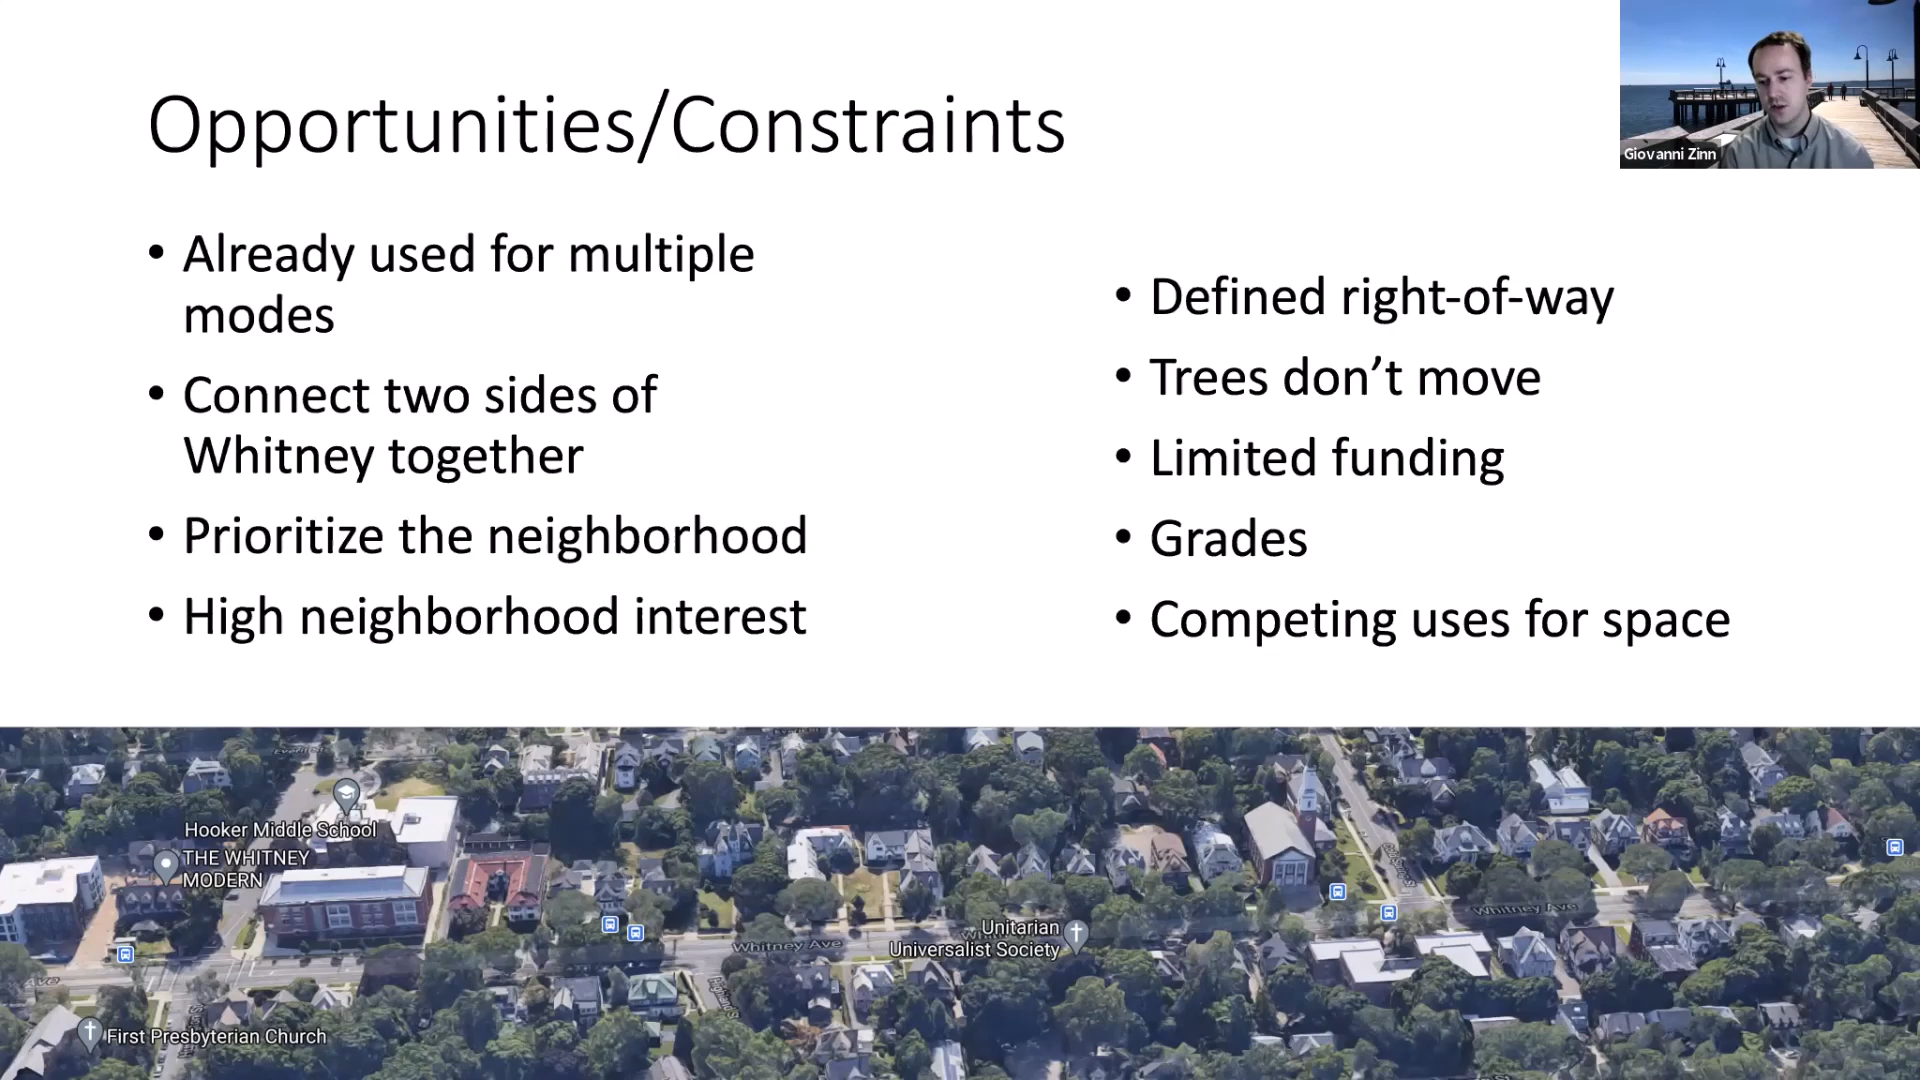 Opportunities/Constraints
Giovanni Zinn
• Already used for multiple
modes
• Connect two sides of
Whitney together
• Prioritize the neighborhood
• High neighborhood interest
• Defined right-of-way
• Trees don’t move
• Limited funding
• Grades
• Competing uses for space
Hooker Middle School
THE WHITNEY
MODERN
Whitney Ave
Unitarian
Universalist Society
Whitney Ave
Ave
First Presbyterian Church